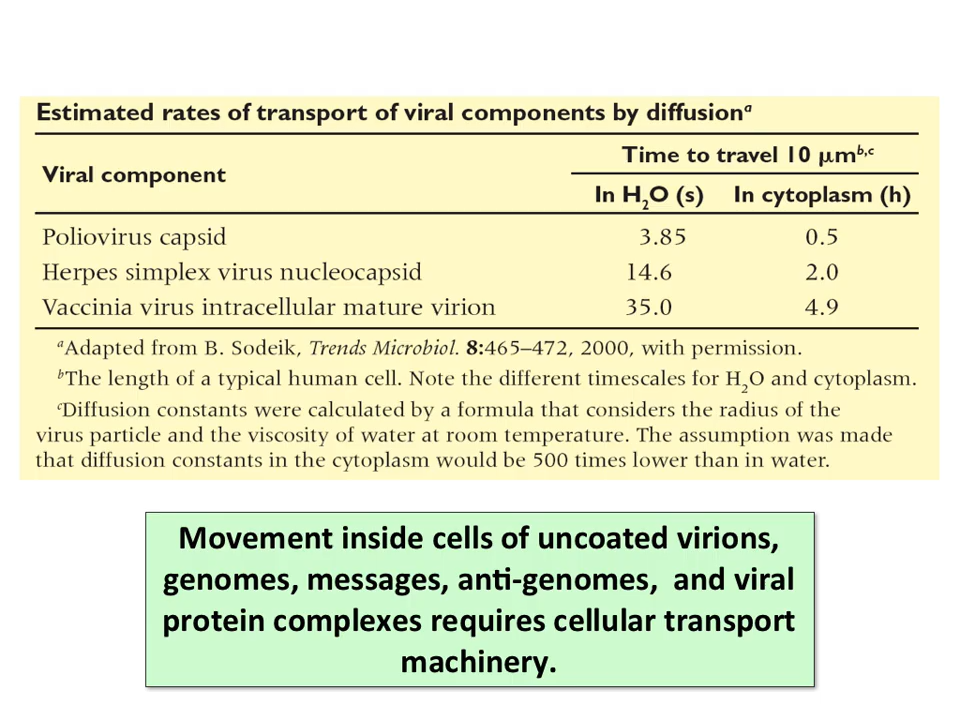 Estimated rates of transport of viral components by diffusionᵃ
Viral component
Time to travel 10 µmᵇ,ᶜ
In H₂O (s) In cytoplasm (h)
Poliovirus capsid 3.85 0.5
Herpes simplex virus nucleocapsid 14.6 2.0
Vaccinia virus intracellular mature virion 35.0 4.9
ᵃAdapted from B. Sodeik, Trends Microbiol. 8:465–472, 2000, with permission.
ᵇThe length of a typical human cell. Note the different timescales for H₂O and cytoplasm.
ᶜDiffusion constants were calculated by a formula that considers the radius of the
virus particle and the viscosity of water at room temperature. The assumption was made
that diffusion constants in the cytoplasm would be 500 times lower than in water.
Movement inside cells of uncoated virions,
genomes, messages, anti-genomes, and viral
protein complexes requires cellular transport
machinery.